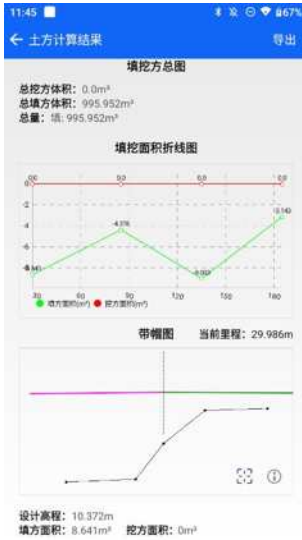 11:45
67%
土方计算结果
导出
填挖方总图
总挖方体积：0.0m³
总填方体积：995.952m³
总量：填: 995.952m³
填挖面积折线图
0.0 0.0 0.0 0.0
0
-2
-4
-6
-4.376
-3.143
30 60 90 120 150 180
填方面积(m²) 挖方面积(m²)
带帽图 当前里程：29.986m
设计高程：10.372m
填方面积：8.641m² 挖方面积：0m²